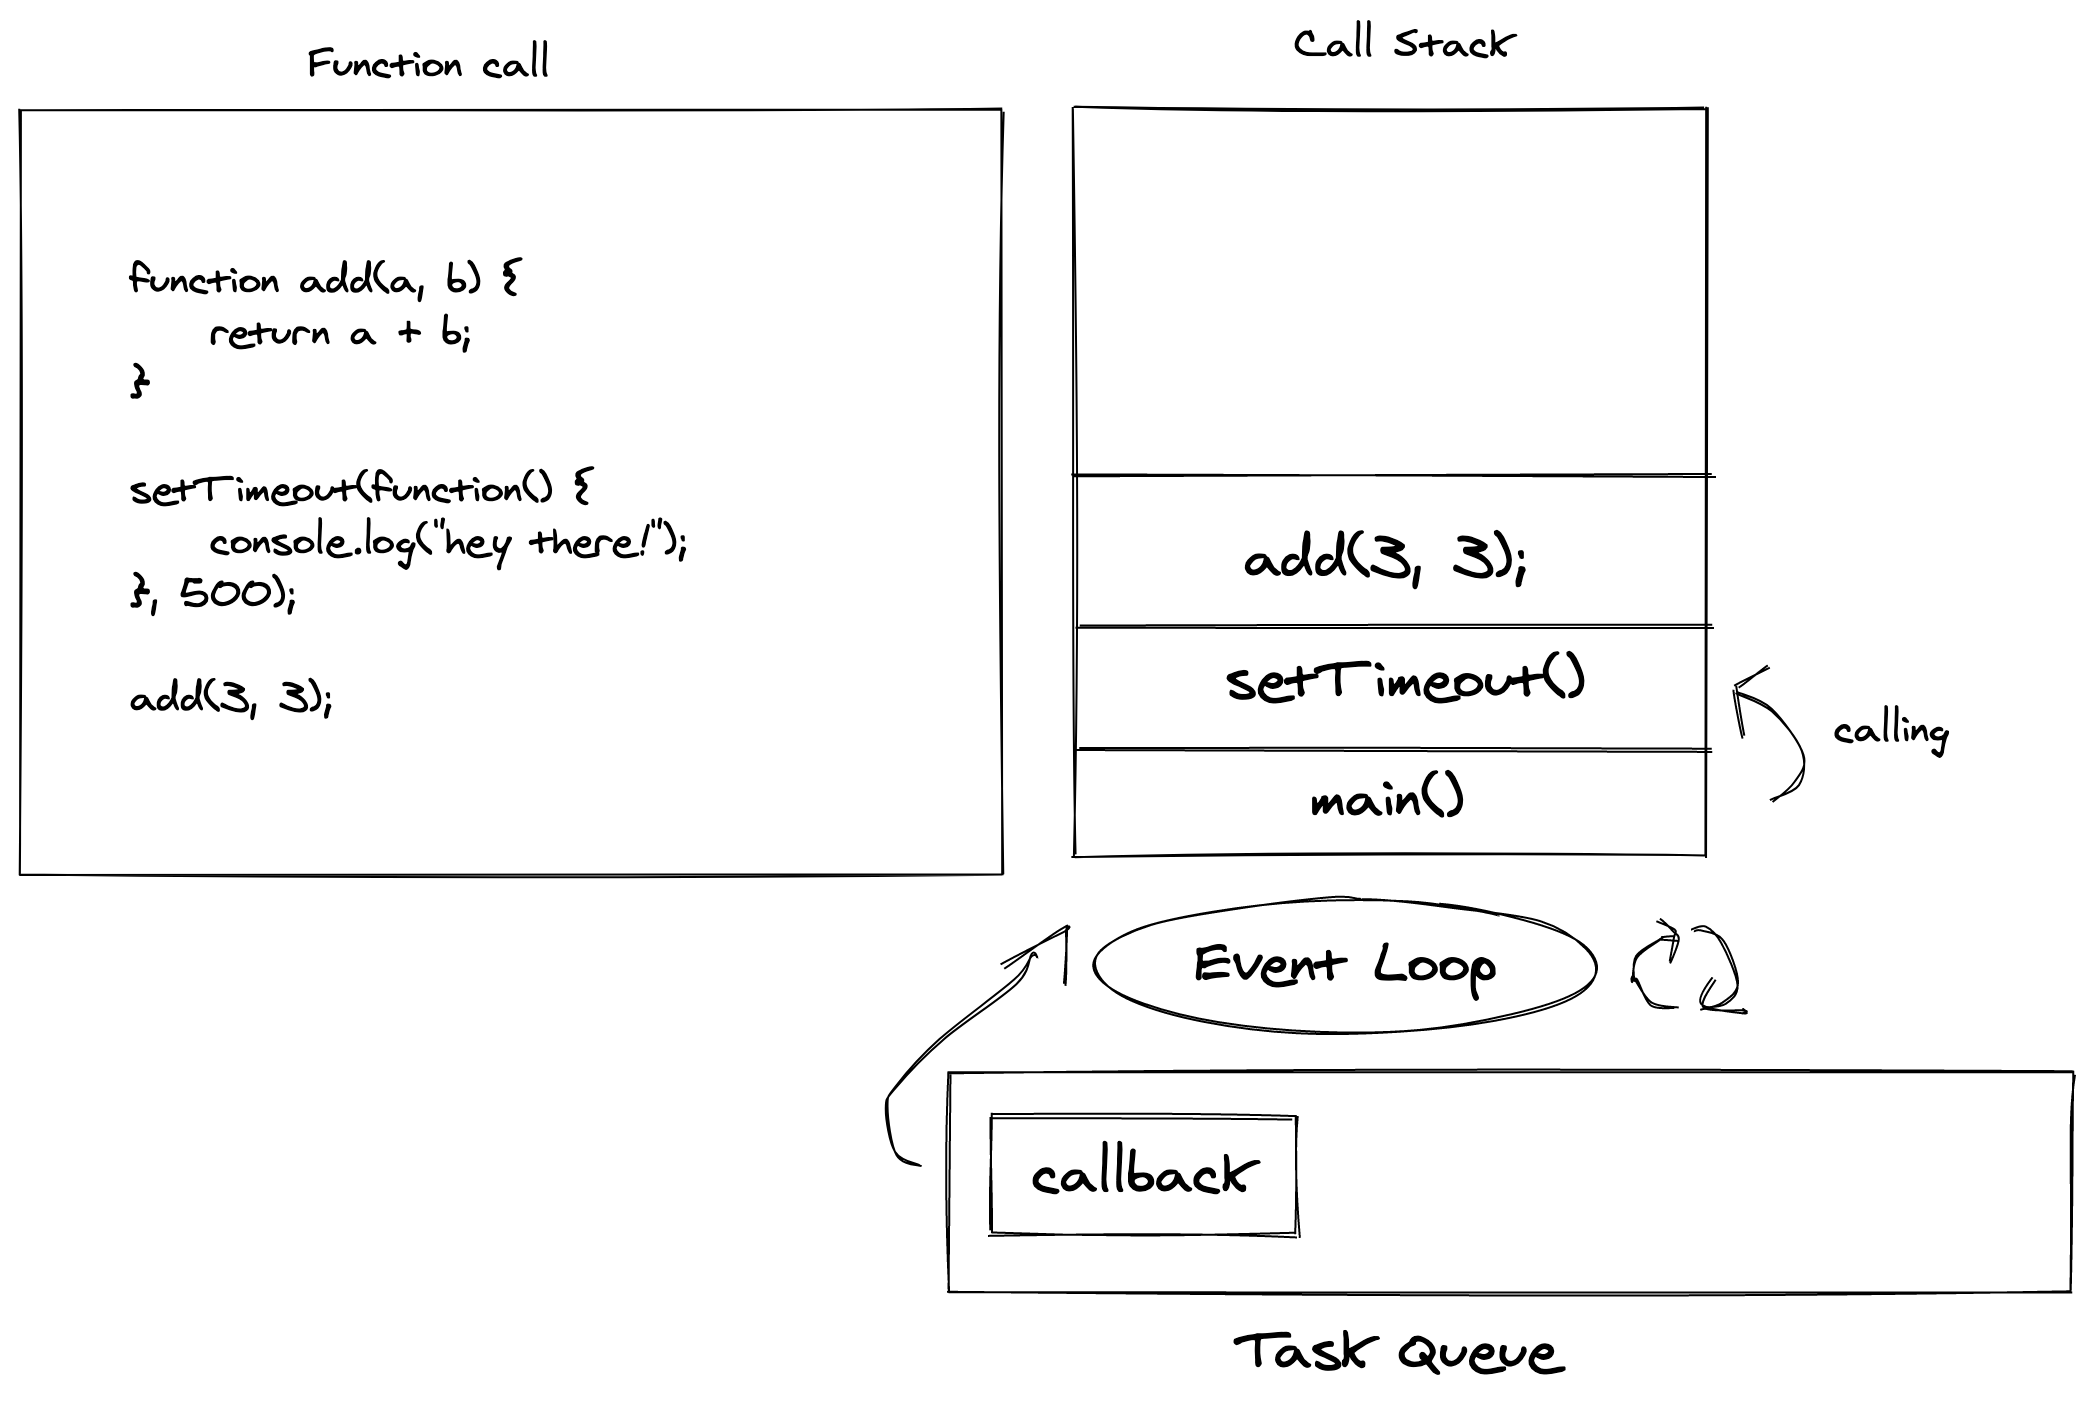 Function call
function add(a, b) {
return a + b;
}
setTimeout(function() {
console.log("hey there!");
}, 500);
add(3, 3);
Call Stack
add(3, 3);
setTimeout()
main()
calling
Event Loop
callback
Task Queue